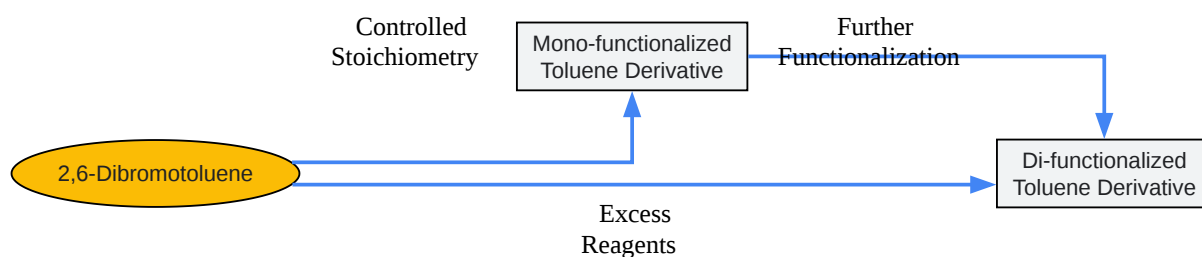 Controlled
Stoichiometry
Mono-functionalized
Toluene Derivative
Further
Functionalization
2,6-Dibromotoluene
Di-functionalized
Toluene Derivative
Excess
Reagents